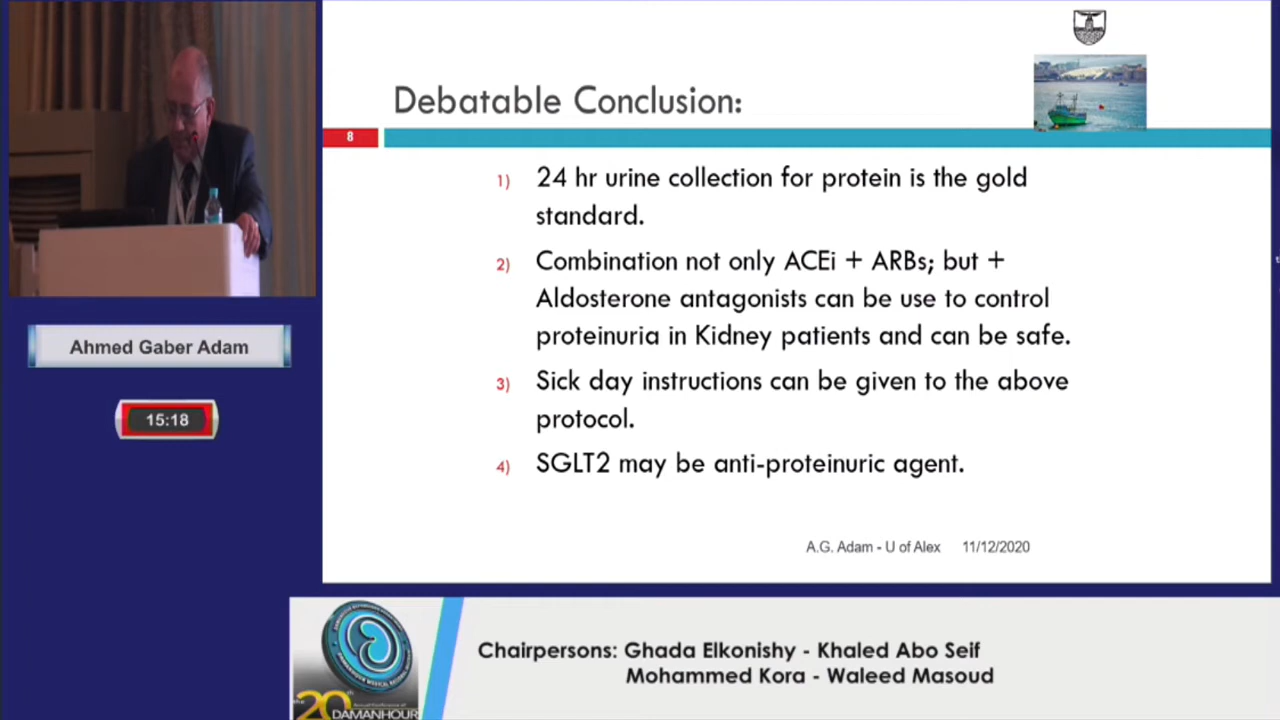 Debatable Conclusion:
8
1) 24 hr urine collection for protein is the gold
standard.
2) Combination not only ACEi + ARBs; but +
Aldosterone antagonists can be use to control
proteinuria in Kidney patients and can be safe.
3) Sick day instructions can be given to the above
protocol.
4) SGLT2 may be anti-proteinuric agent.
A.G. Adam - U of Alex 11/12/2020
Ahmed Gaber Adam
15:18
Chairpersons: Ghada Elkonishy - Khaled Abo Seif
Mohammed Kora - Waleed Masoud
the 20th
DAMANHOUR